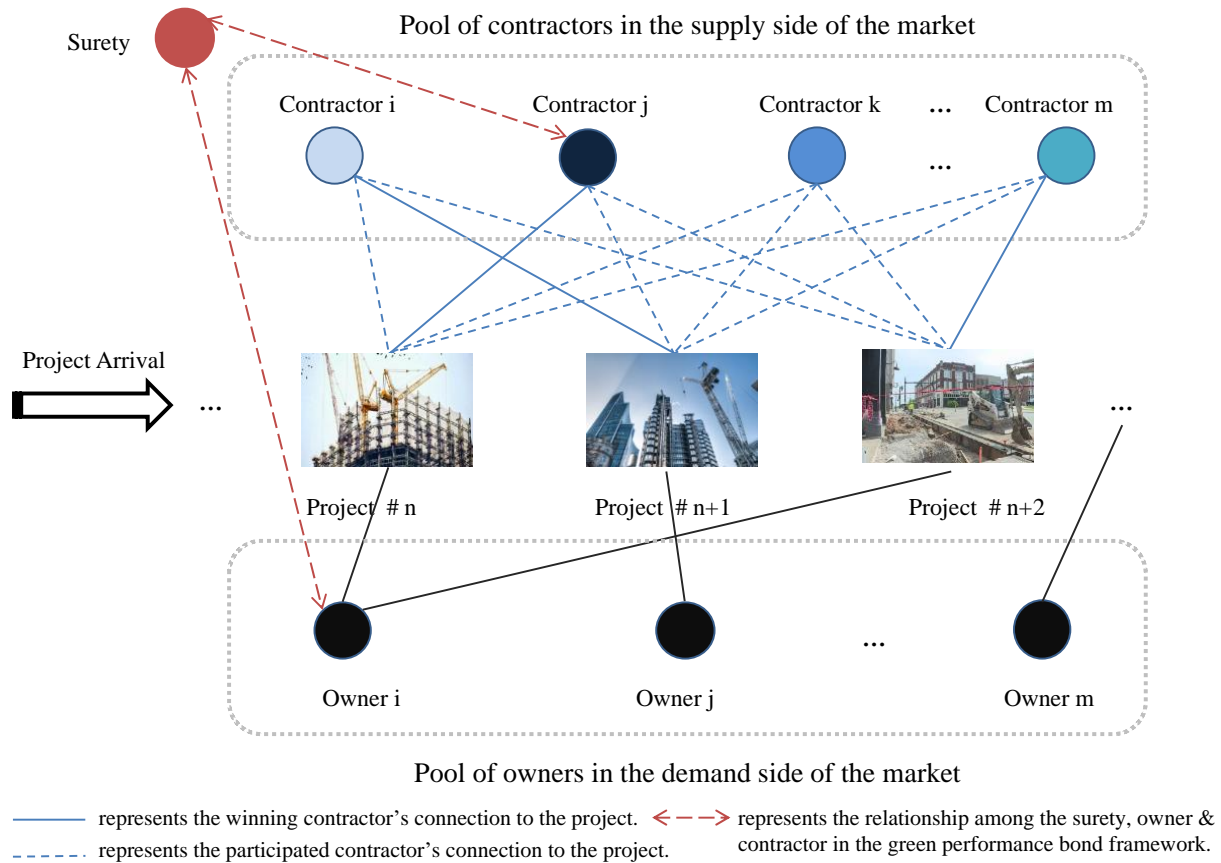 Pool of contractors in the supply side of the market
Surety
Contractor i
Contractor j
Contractor k
...
Contractor m
...
Project Arrival
...
...
Project # n
Project # n+1
Project # n+2
...
Owner i
Owner j
Owner m
Pool of owners in the demand side of the market
represents the winning contractor’s connection to the project.
represents the participated contractor’s connection to the project.
represents the relationship among the surety, owner &
contractor in the green performance bond framework.